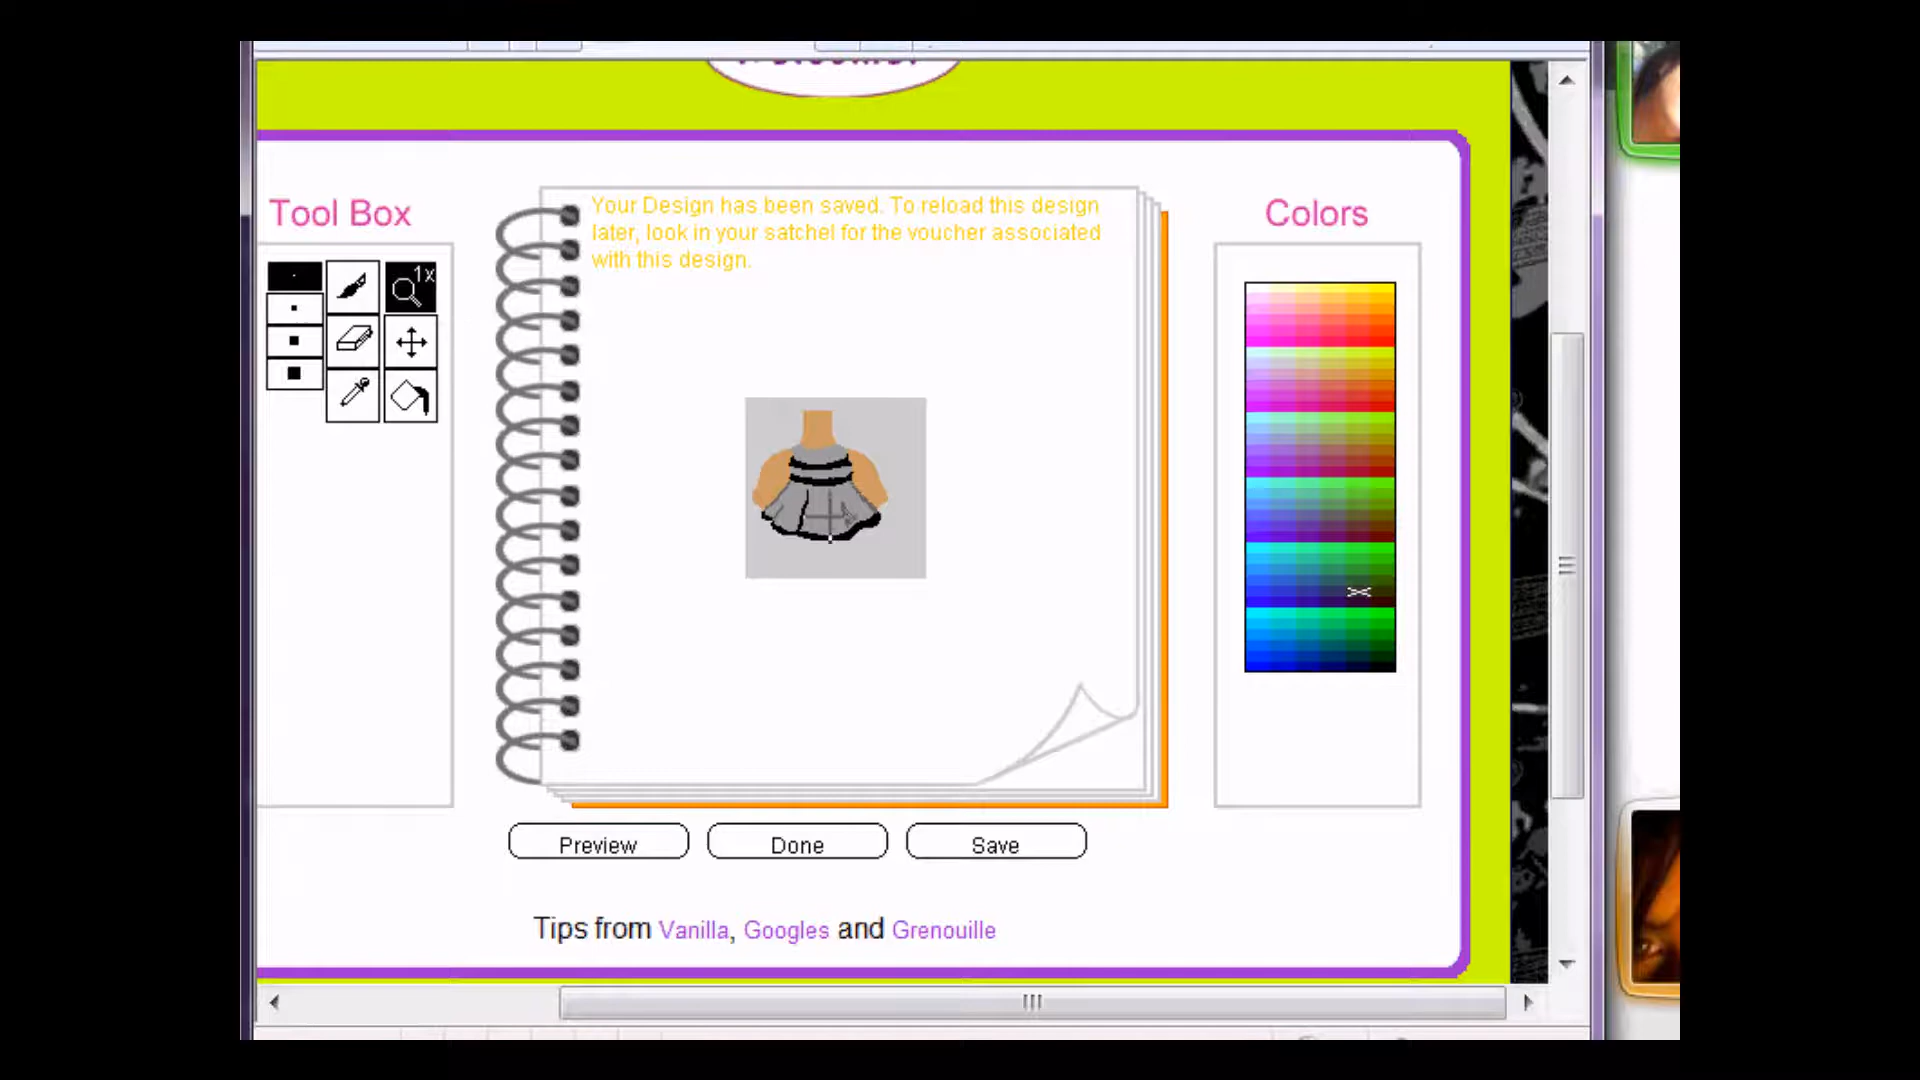 Tool Box
1x
Your Design has been saved. To reload this design
later, look in your satchel for the voucher associated
with this design.
Colors
Preview
Done
Save
Tips from Vanilla, Googles and Grenouille